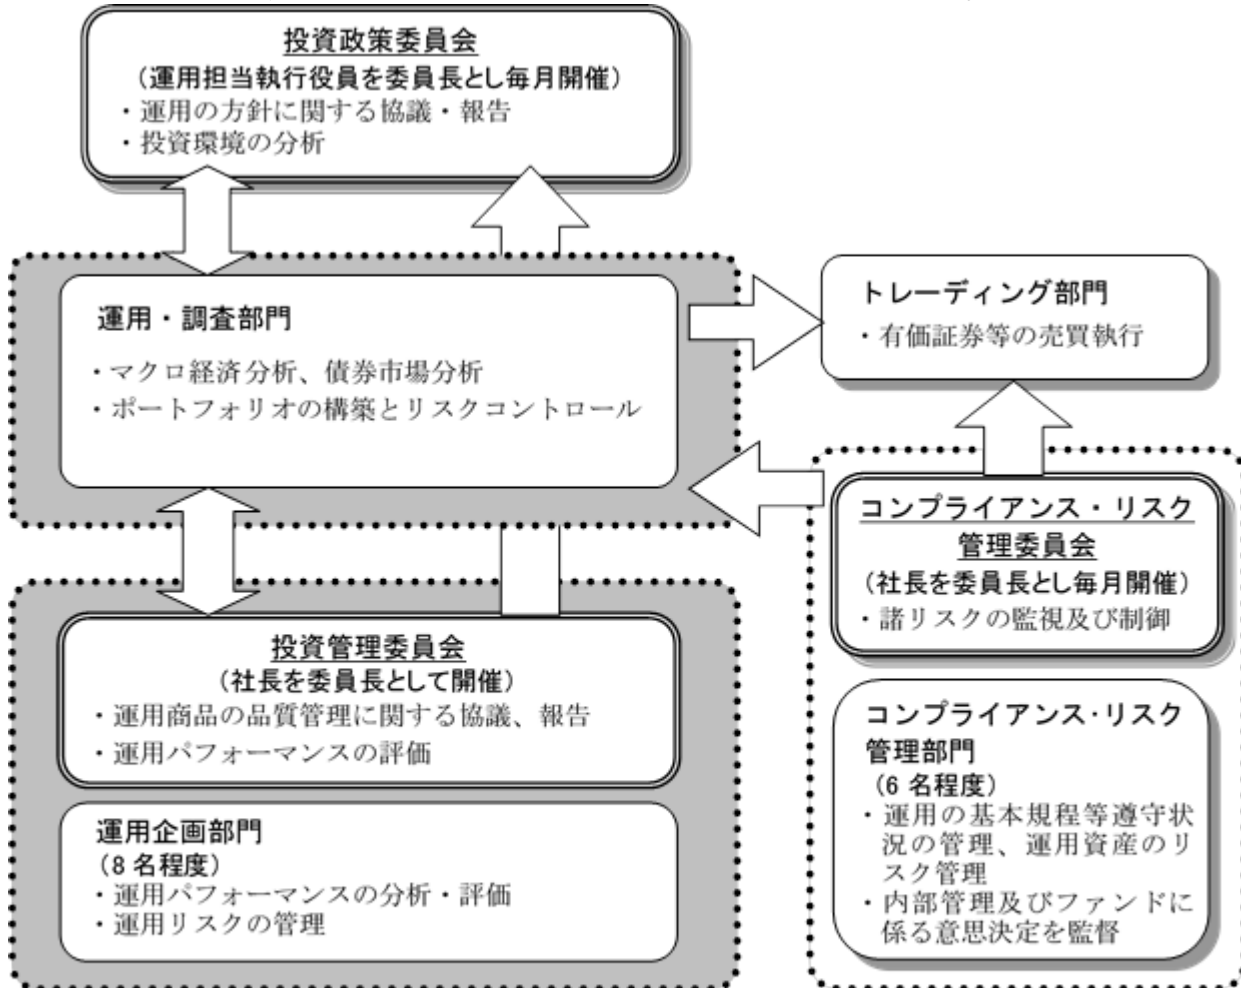 投資政策委員会
（運用担当執行役員を委員長とし毎月開催）
・運用の方針に関する協議・報告
・投資環境の分析
運用・調査部門
・マクロ経済分析、債券市場分析
・ポートフォリオの構築とリスクコントロール
トレーディング部門
・有価証券等の売買執行
投資管理委員会
（社長を委員長として開催）
・運用商品の品質管理に関する協議、報告
・運用パフォーマンスの評価
運用企画部門
（8 名程度）
・運用パフォーマンスの分析・評価
・運用リスクの管理
コンプライアンス・リスク
管理委員会
（社長を委員長とし毎月開催）
・諸リスクの監視及び制御
コンプライアンス・リスク
管理部門
（6 名程度）
・運用の基本規程等遵守状
況の管理、運用資産のリ
スク管理
・内部管理及びファンドに
係る意思決定を監督